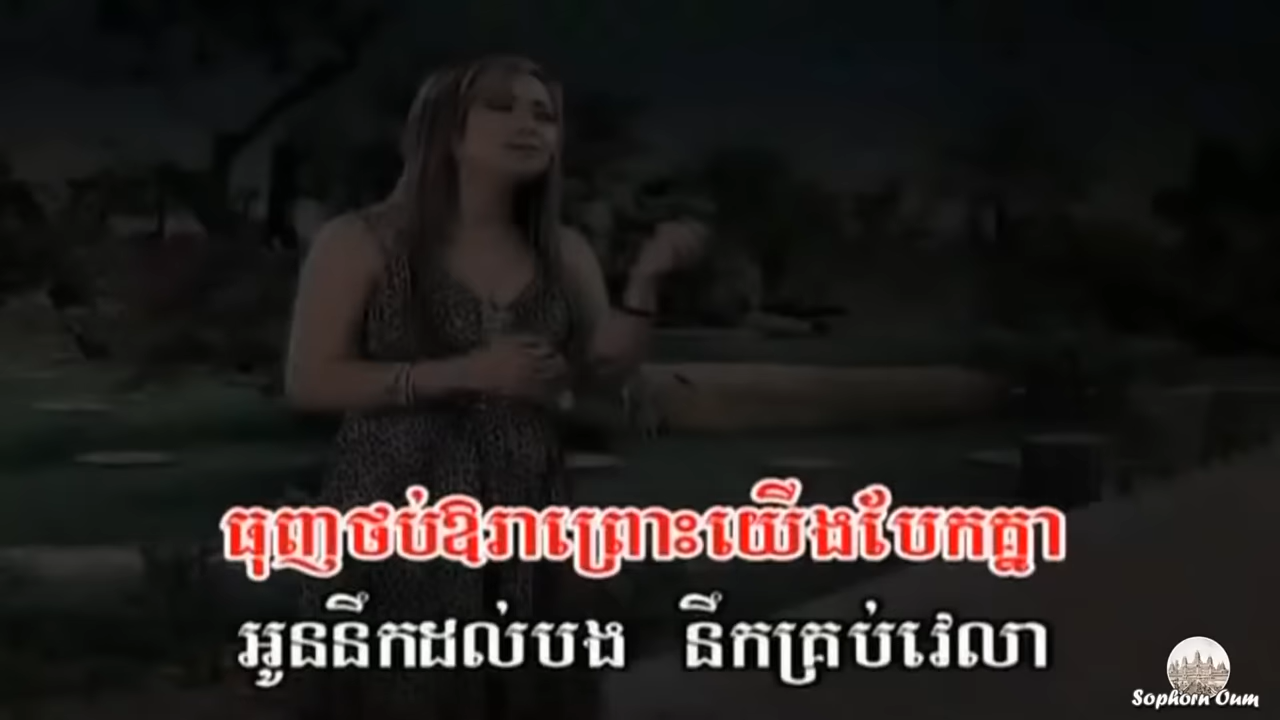 ធុញថប់ឱរាព្រោះយើងបែកគ្នា
អូននឹកដល់បង នឹកគ្រប់វេលា
Sophorn Oum